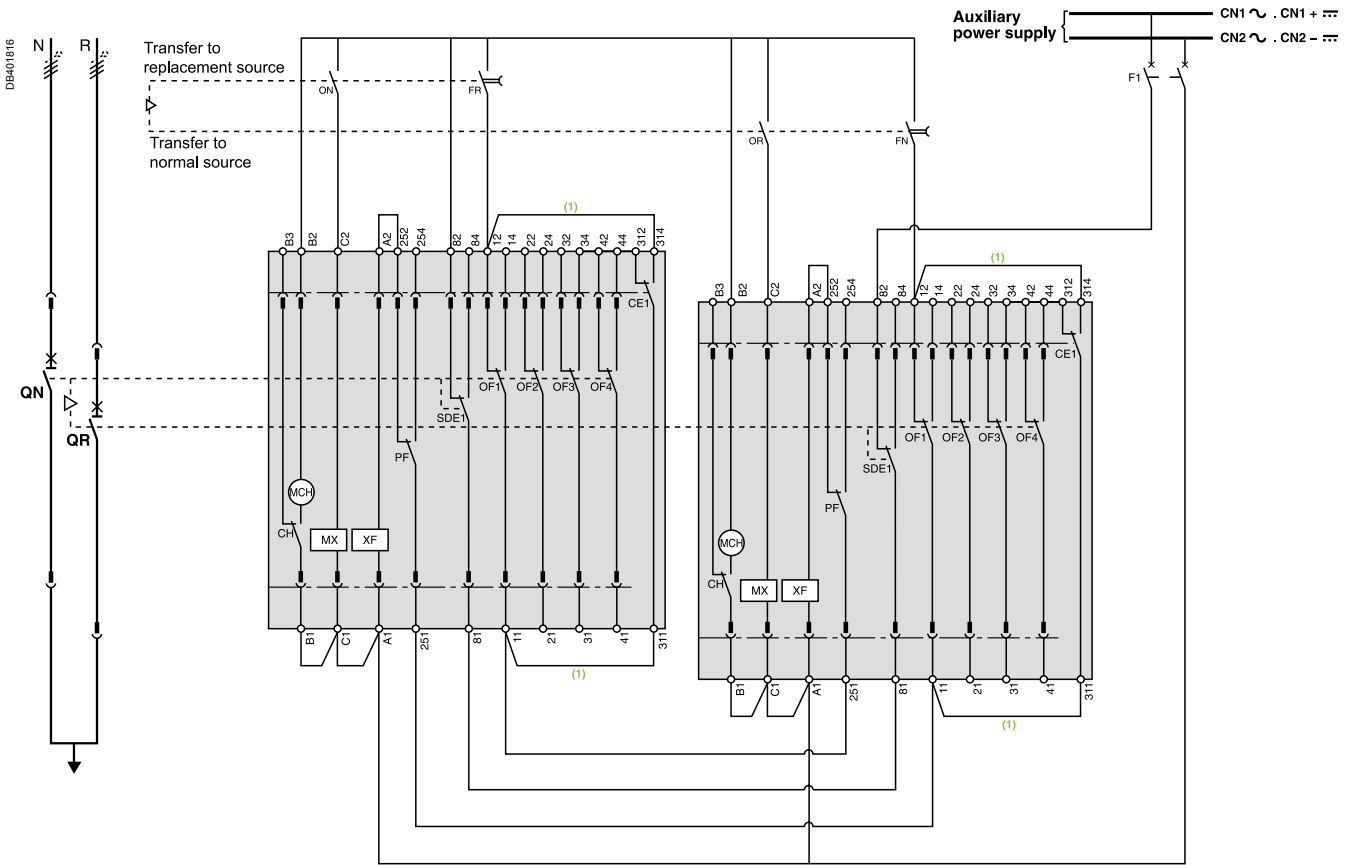 DB401816
N
R
Transfer to
replacement source
Transfer to
normal source
ON
FR
OR
FN
Auxiliary
power supply
CN1 ~ . CN1 + ⎓
CN2 ~ . CN2 – ⎓
F1
(1)
B3
B2
C2
A2
252
254
82
84
12
14
22
24
32
34
42
44
312
314
CE1
OF1
OF2
OF3
OF4
SDE1
PF
MCH
CH
MX
XF
B1
C1
A1
251
81
11
21
31
41
311
(1)
QN
QR
(1)
B3
B2
C2
A2
252
254
82
84
12
14
22
24
32
34
42
44
312
314
CE1
OF1
OF2
OF3
OF4
SDE1
PF
MCH
CH
MX
XF
B1
C1
A1
251
81
11
21
31
41
311
(1)